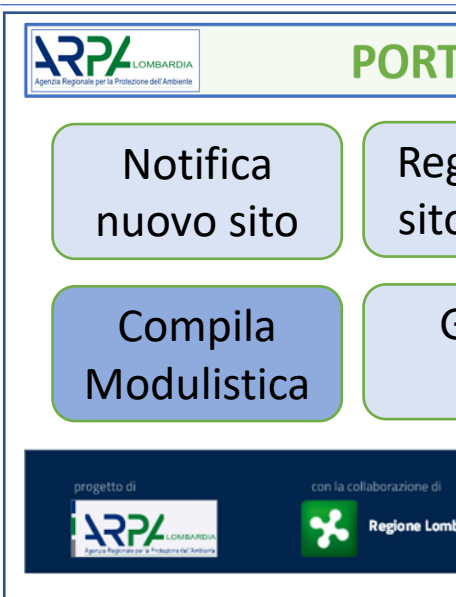 ARPA LOMBARDIA
Agenzia Regionale per la Protezione dell'Ambiente
PORT
Notifica
nuovo sito
Reg
sito
Compila
Modulistica
G
progetto di
con la collaborazione di
ARPA LOMBARDIA
Agenzia Regionale per la Protezione dell'Ambiente
Regione Lomb